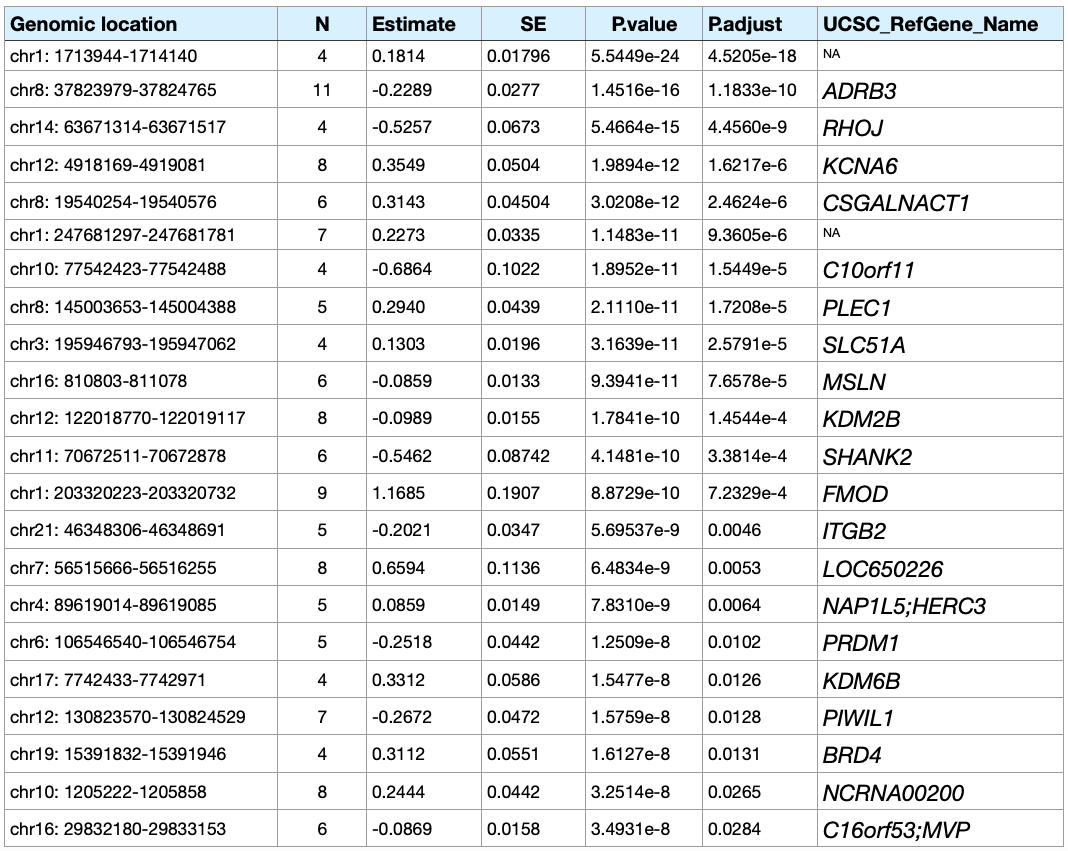 Genomic location N Estimate SE P.value P.adjust UCSC_RefGene_Name
chr1: 1713944-1714140 4 0.1814 0.01796 5.5449e-24 4.5205e-18 NA
chr8: 37823979-37824765 11 -0.2289 0.0277 1.4516e-16 1.1833e-10 ADRB3
chr14: 63671314-63671517 4 -0.5257 0.0673 5.4664e-15 4.4560e-9 RHOJ
chr12: 4918169-4919081 8 0.3549 0.0504 1.9894e-12 1.6217e-6 KCNA6
chr8: 19540254-19540576 6 0.3143 0.04504 3.0208e-12 2.4624e-6 CSGALNACT1
chr1: 247681297-247681781 7 0.2273 0.0335 1.1483e-11 9.3605e-6 NA
chr10: 77542423-77542488 4 -0.6864 0.1022 1.8952e-11 1.5449e-5 C10orf11
chr8: 145003653-145004388 5 0.2940 0.0439 2.1110e-11 1.7208e-5 PLEC1
chr3: 195946793-195947062 4 0.1303 0.0196 3.1639e-11 2.5791e-5 SLC51A
chr16: 810803-811078 6 -0.0859 0.0133 9.3941e-11 7.6578e-5 MSLN
chr12: 122018770-122019117 8 -0.0989 0.0155 1.7841e-10 1.4544e-4 KDM2B
chr11: 70672511-70672878 6 -0.5462 0.08742 4.1481e-10 3.3814e-4 SHANK2
chr1: 203320223-203320732 9 1.1685 0.1907 8.8729e-10 7.2329e-4 FMOD
chr21: 46348306-46348691 5 -0.2021 0.0347 5.69537e-9 0.0046 ITGB2
chr7: 56515666-56516255 8 0.6594 0.1136 6.4834e-9 0.0053 LOC650226
chr4: 89619014-89619085 5 0.0859 0.0149 7.8310e-9 0.0064 NAP1L5;HERC3
chr6: 106546540-106546754 5 -0.2518 0.0442 1.2509e-8 0.0102 PRDM1
chr17: 7742433-7742971 4 0.3312 0.0586 1.5477e-8 0.0126 KDM6B
chr12: 130823570-130824529 7 -0.2672 0.0472 1.5759e-8 0.0128 PIWIL1
chr19: 15391832-15391946 4 0.3112 0.0551 1.6127e-8 0.0131 BRD4
chr10: 1205222-1205858 8 0.2444 0.0442 3.2514e-8 0.0265 NCRNA00200
chr16: 29832180-29833153 6 -0.0869 0.0158 3.4931e-8 0.0284 C16orf53;MVP